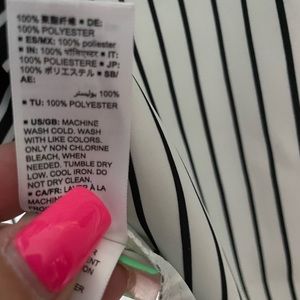 100% 聚酯纤维 ■ DE:
100% POLYESTER
■ ES/MX: 100% poliéster
■ IN: 100% ■ IT:
100% POLIESTERE ■ JP:
100% ポリエステル ■ SB/
AE:
100% بوليستر
■ TU: 100% POLYESTER
■ US/GB: MACHINE
WASH COLD. WASH
WITH LIKE COLORS.
ONLY NON CHLORINE
BLEACH, WHEN
NEEDED. TUMBLE DRY
LOW. COOL IRON. DO
NOT DRY CLEAN.
■ CA/FR: LAVER À LA
MACHINE